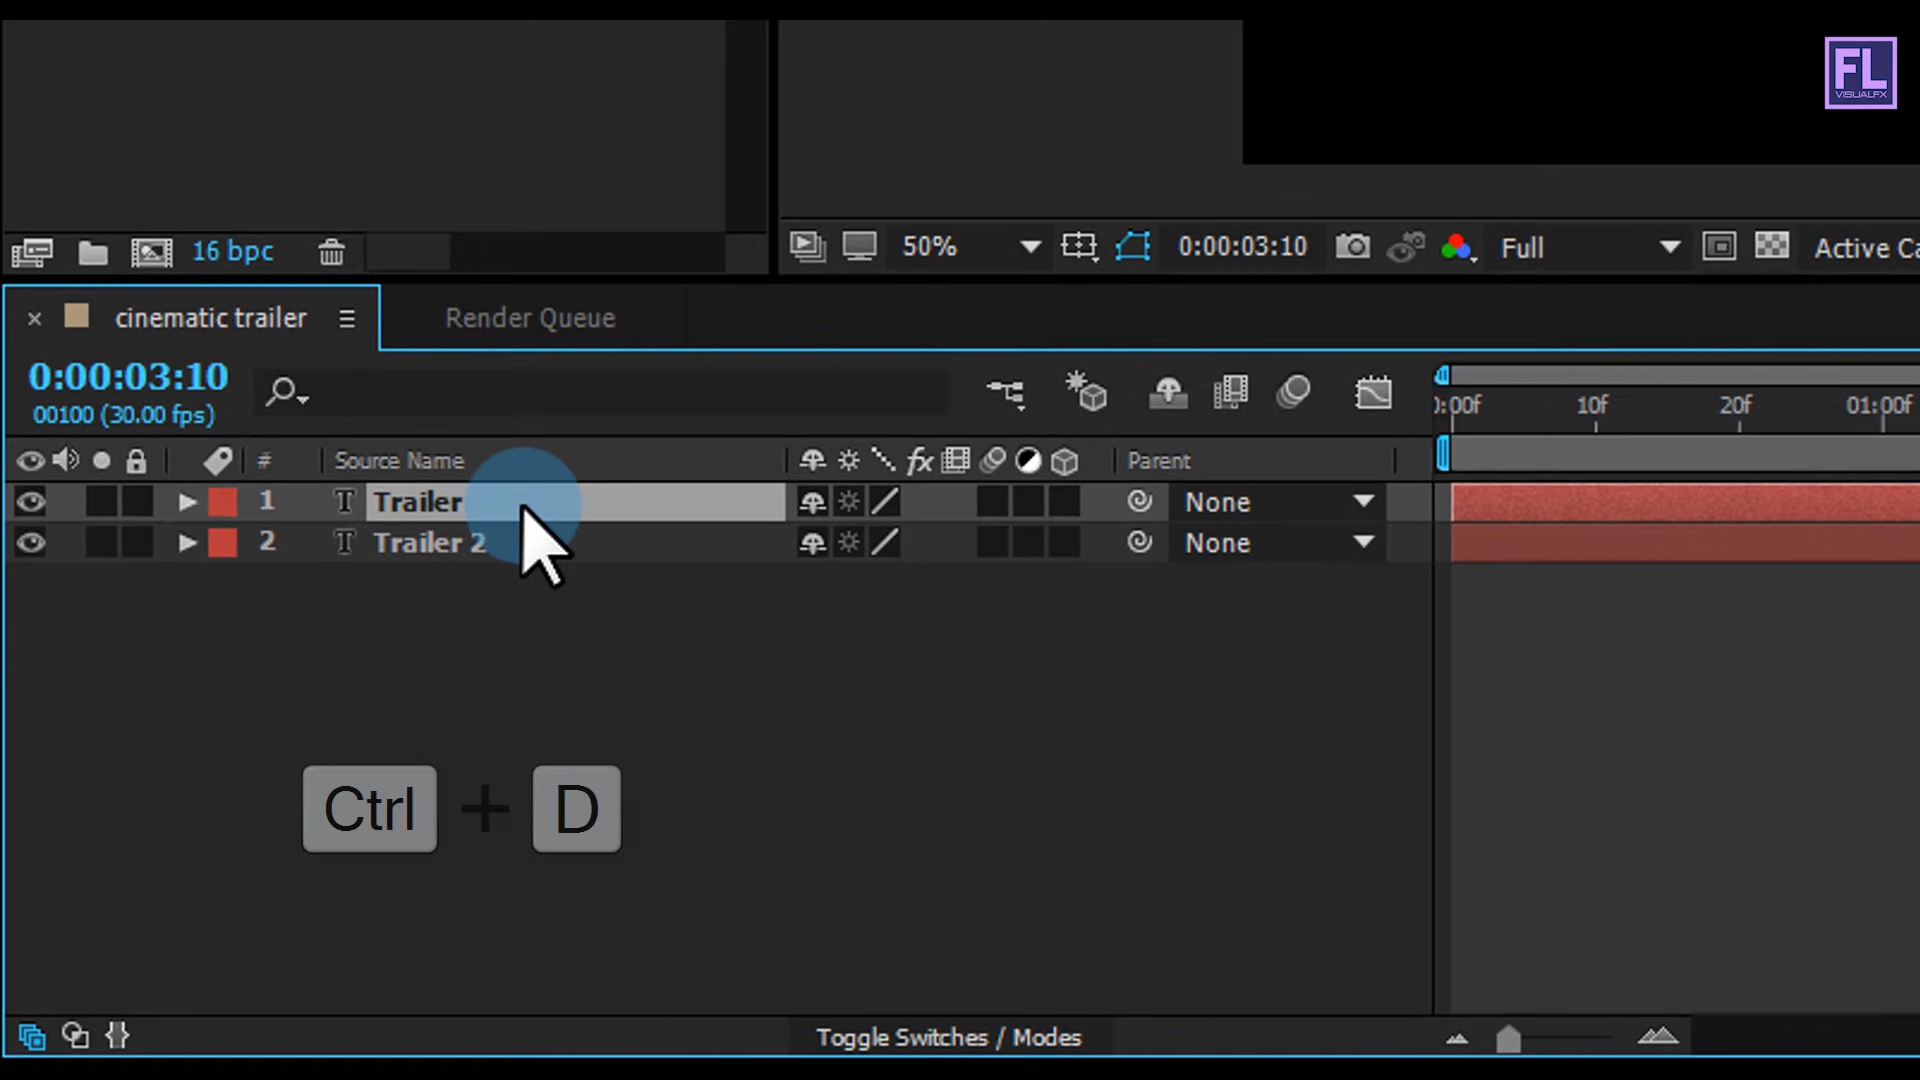 FL
VISUALFX
16 bpc
50%
0:00:03:10
Full
Active Ca
cinematic trailer
Render Queue
0:00:03:10
00100 (30.00 fps)
):00f
10f
20f
01:00f
#
Source Name
fx
Parent
1
T
Trailer
None
2
T
Trailer 2
None
Ctrl + D
Toggle Switches / Modes